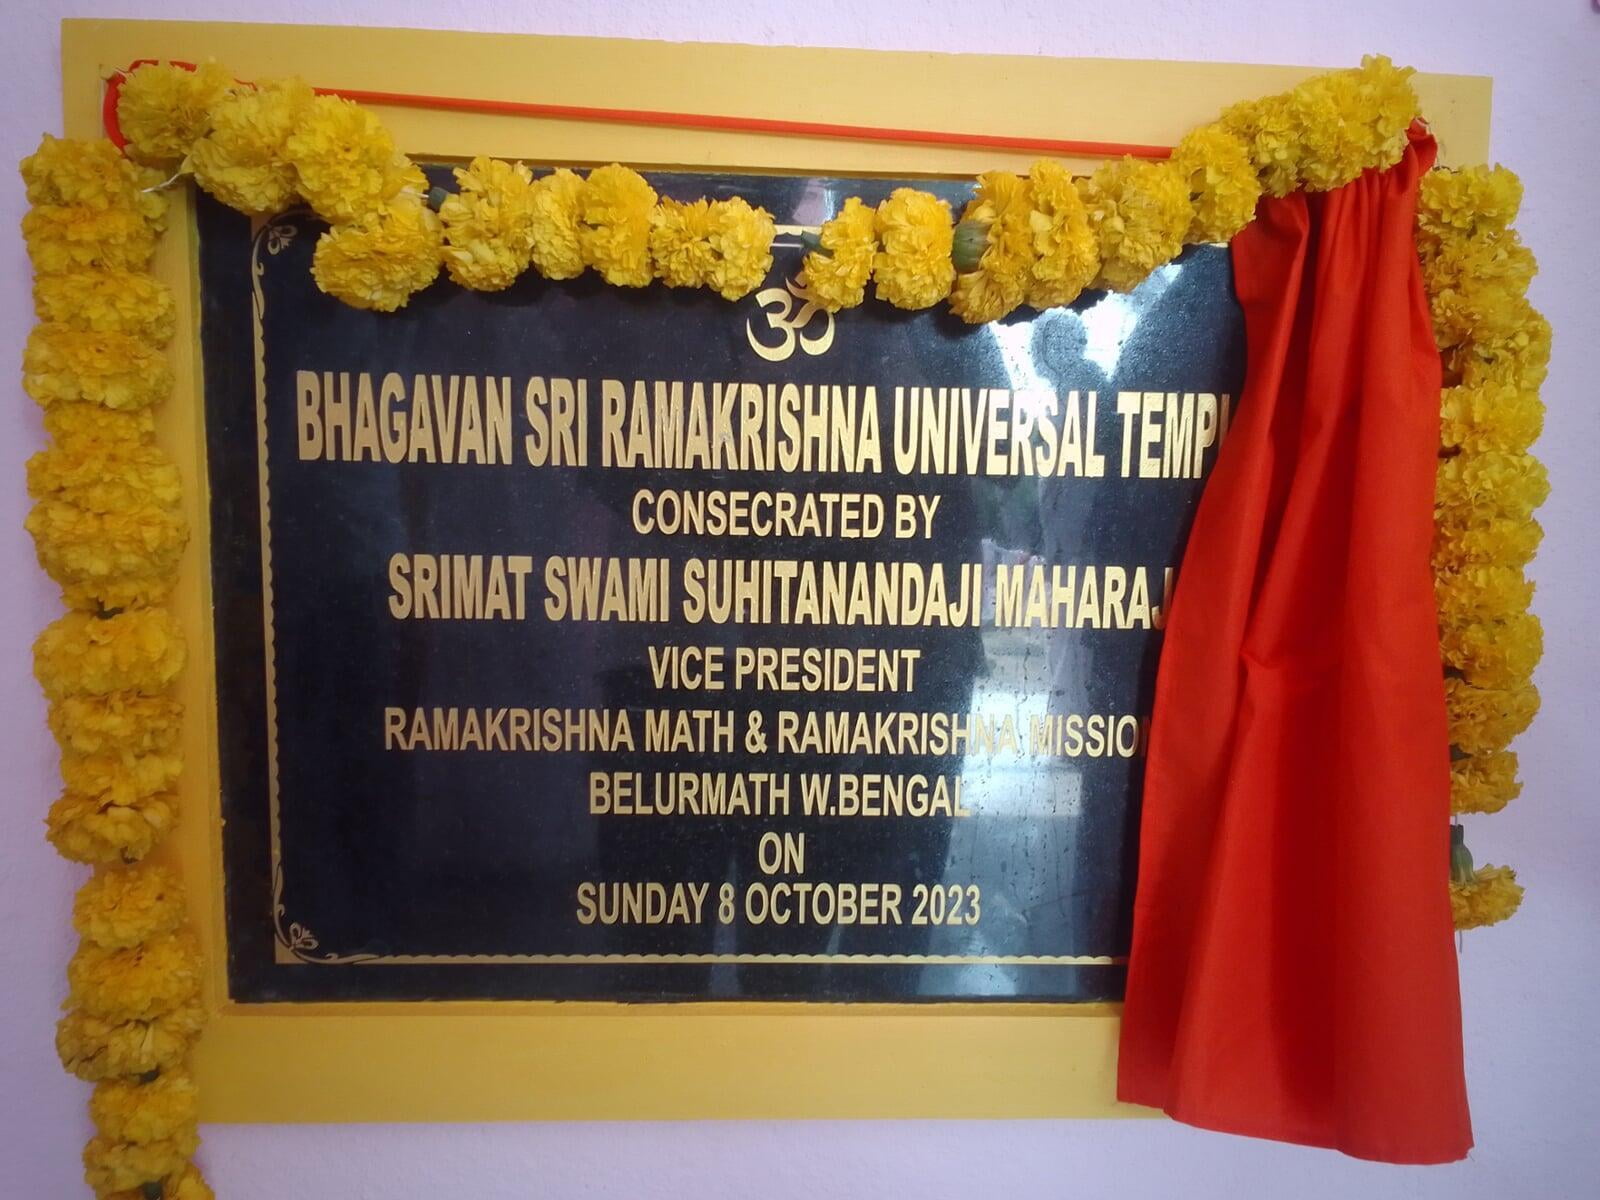 ॐ
BHAGAVAN SRI RAMAKRISHNA UNIVERSAL TEMPL
CONSECRATED BY
SRIMAT SWAMI SUHITANANDAJI MAHARAJ
VICE PRESIDENT
RAMAKRISHNA MATH & RAMAKRISHNA MISSION
BELURMATH W.BENGAL
ON
SUNDAY 8 OCTOBER 2023